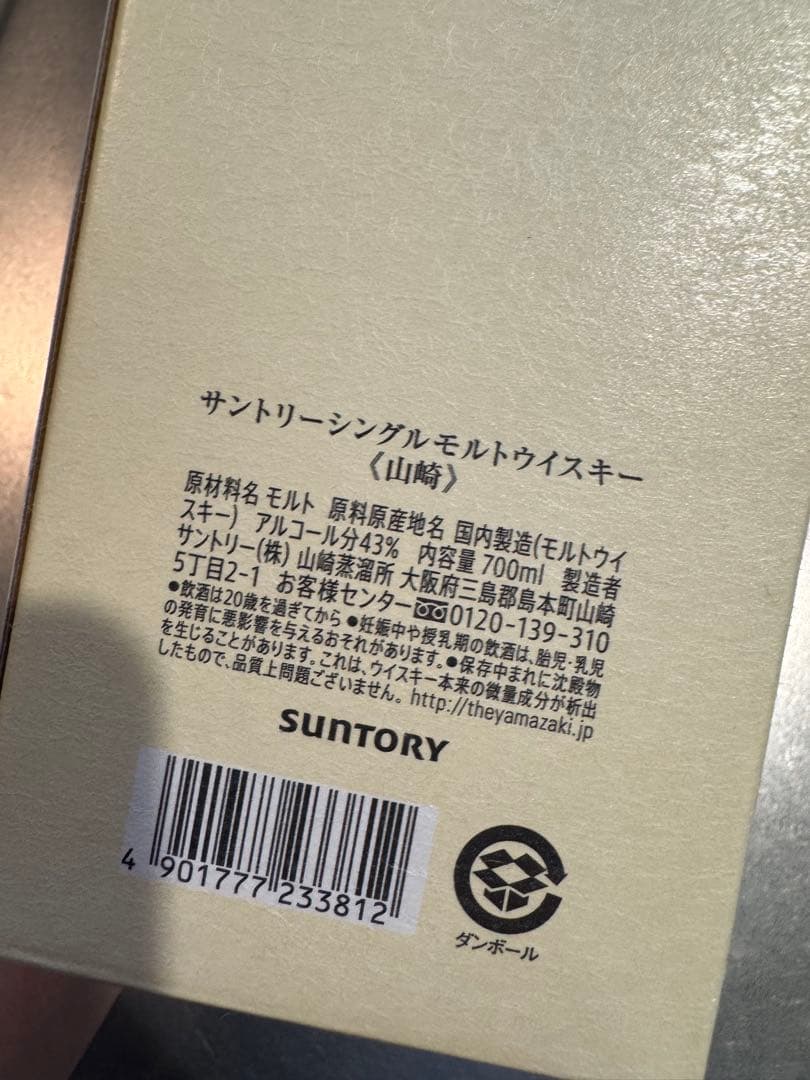 サントリーシングルモルトウイスキー
《山崎》
原材料名 モルト 原料原産地名 国内製造(モルトウイ
スキー) アルコール分43% 内容量 700ml 製造者
サントリー(株) 山崎蒸溜所 大阪府三島郡島本町山崎
5丁目2-1 お客様センター 0120-139-310
●飲酒は20歳を過ぎてから ●妊娠中や授乳期の飲酒は、胎児・乳児
の発育に悪影響を与えるおそれがあります。●保存中まれに沈殿物
を生じることがあります。これは、ウイスキー本来の微量成分が析出
したもので、品質上問題ございません。http://theyamazaki.jp
SUNTORY
4 901777 233812
ダンボール